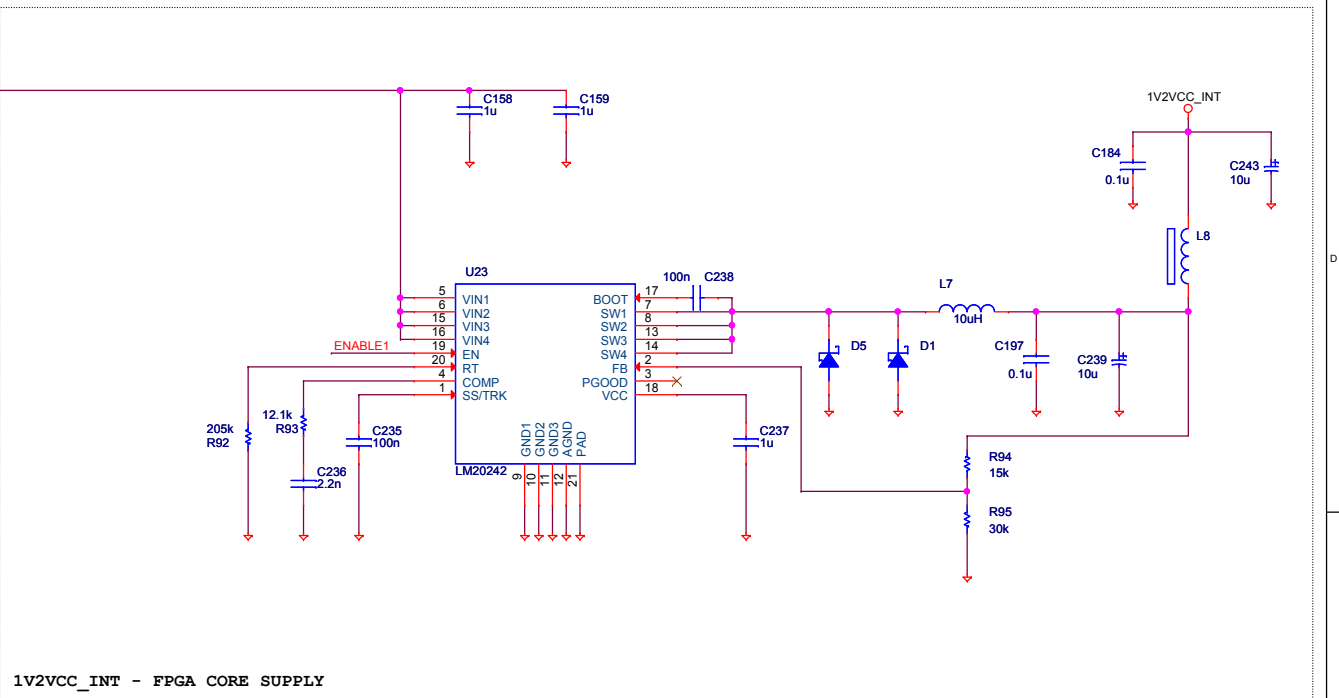 C158
1u
C159
1u
1V2VCC_INT
C184
0.1u
C243
10u
L8
D
U23
100n C238
L7
10uH
5 VIN1
6 VIN2
15 VIN3
16 VIN4
ENABLE1 19 EN
20 RT
4 COMP
1 SS/TRK
BOOT 17
SW1 7
SW2 8
SW3 13
SW4 14
FB 2
PGOOD 3
VCC 18
GND1 9
GND2 10
GND3 11
AGND 12
PAD 21
LM20242
D5
D1
C197
0.1u
C239
10u
205k
R92
12.1k
R93
C235
100n
C236
2.2n
C237
1u
R94
15k
R95
30k
1V2VCC_INT - FPGA CORE SUPPLY